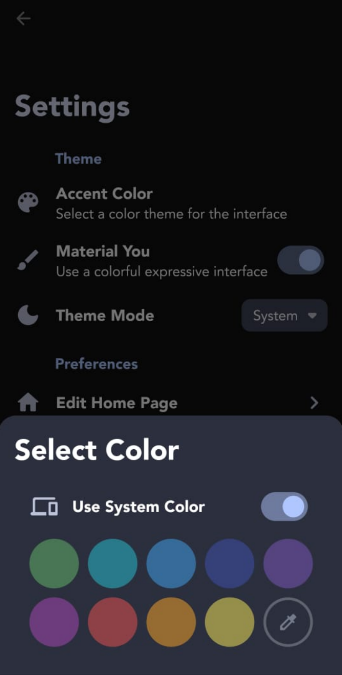 Settings
Theme
Accent Color
Select a color theme for the interface
Material You
Use a colorful expressive interface
Theme Mode
System
Preferences
Edit Home Page
Select Color
Use System Color